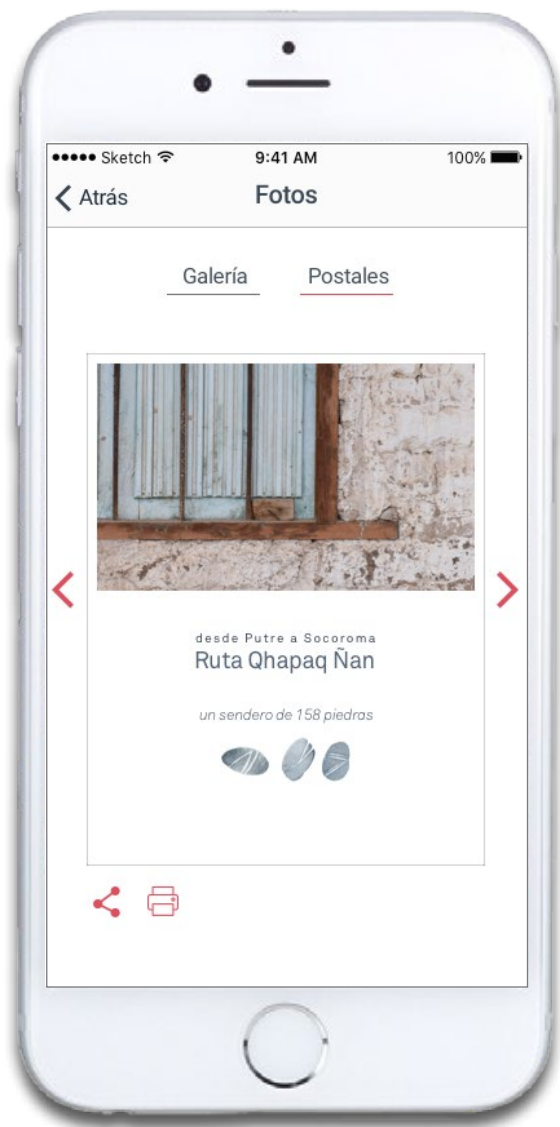 Sketch 9:41 AM 100%
Atrás Fotos
Galería Postales
desde Putre a Socoroma
Ruta Qhapaq Ñan
un sendero de 158 piedras